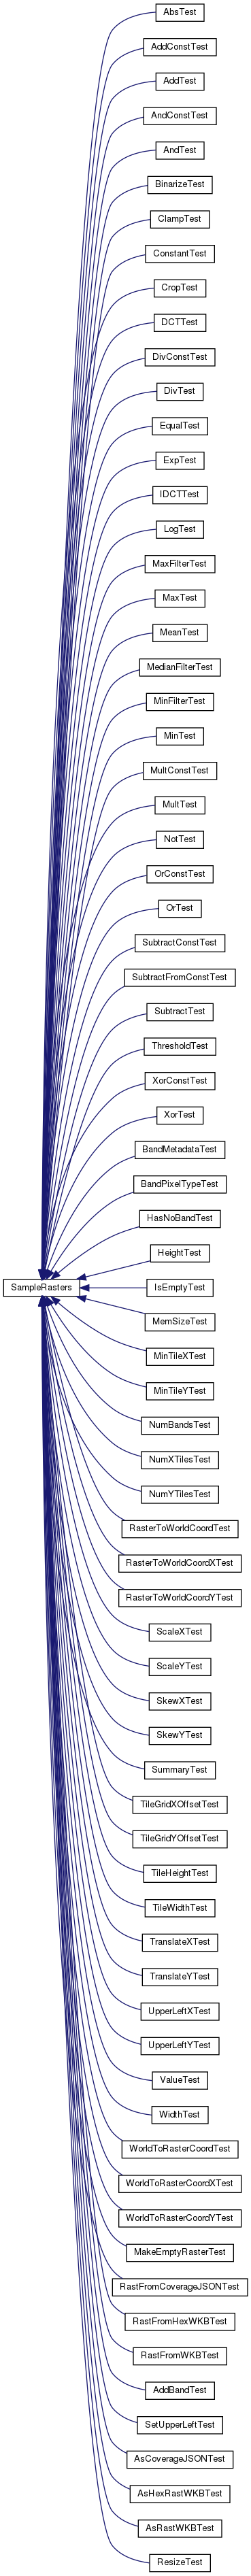 AbsTest
AddConstTest
AddTest
AndConstTest
AndTest
BinarizeTest
ClampTest
ConstantTest
CropTest
DCTTest
DivConstTest
DivTest
EqualTest
ExpTest
IDCTTest
LogTest
MaxFilterTest
MaxTest
MeanTest
MedianFilterTest
MinFilterTest
MinTest
MultConstTest
MultTest
NotTest
OrConstTest
OrTest
SubtractConstTest
SubtractFromConstTest
SubtractTest
ThresholdTest
XorConstTest
XorTest
BandMetadataTest
BandPixelTypeTest
HasNoBandTest
HeightTest
SampleRasters
IsEmptyTest
MemSizeTest
MinTileXTest
MinTileYTest
NumBandsTest
NumXTilesTest
NumYTilesTest
RasterToWorldCoordTest
RasterToWorldCoordXTest
RasterToWorldCoordYTest
ScaleXTest
ScaleYTest
SkewXTest
SkewYTest
SummaryTest
TileGridXOffsetTest
TileGridYOffsetTest
TileHeightTest
TileWidthTest
TranslateXTest
TranslateYTest
UpperLeftXTest
UpperLeftYTest
ValueTest
WidthTest
WorldToRasterCoordTest
WorldToRasterCoordXTest
WorldToRasterCoordYTest
MakeEmptyRasterTest
RastFromCoverageJSONTest
RastFromHexWKBTest
RastFromWKBTest
AddBandTest
SetUpperLeftTest
AsCoverageJSONTest
AsHexRastWKBTest
AsRastWKBTest
ResizeTest